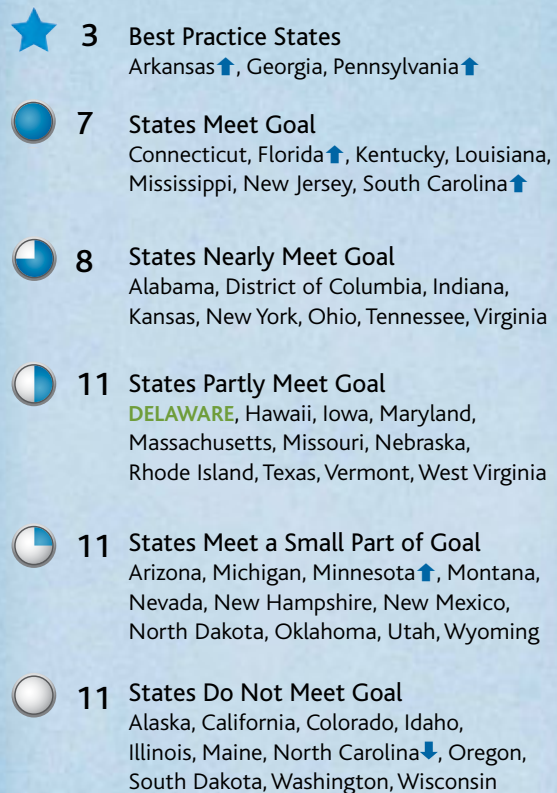 3 Best Practice States
Arkansas⬆, Georgia, Pennsylvania⬆
7 States Meet Goal
Connecticut, Florida⬆, Kentucky, Louisiana,
Mississippi, New Jersey, South Carolina⬆
8 States Nearly Meet Goal
Alabama, District of Columbia, Indiana,
Kansas, New York, Ohio, Tennessee, Virginia
11 States Partly Meet Goal
DELAWARE, Hawaii, Iowa, Maryland,
Massachusetts, Missouri, Nebraska,
Rhode Island, Texas, Vermont, West Virginia
11 States Meet a Small Part of Goal
Arizona, Michigan, Minnesota⬆, Montana,
Nevada, New Hampshire, New Mexico,
North Dakota, Oklahoma, Utah, Wyoming
11 States Do Not Meet Goal
Alaska, California, Colorado, Idaho,
Illinois, Maine, North Carolina⬇, Oregon,
South Dakota, Washington, Wisconsin